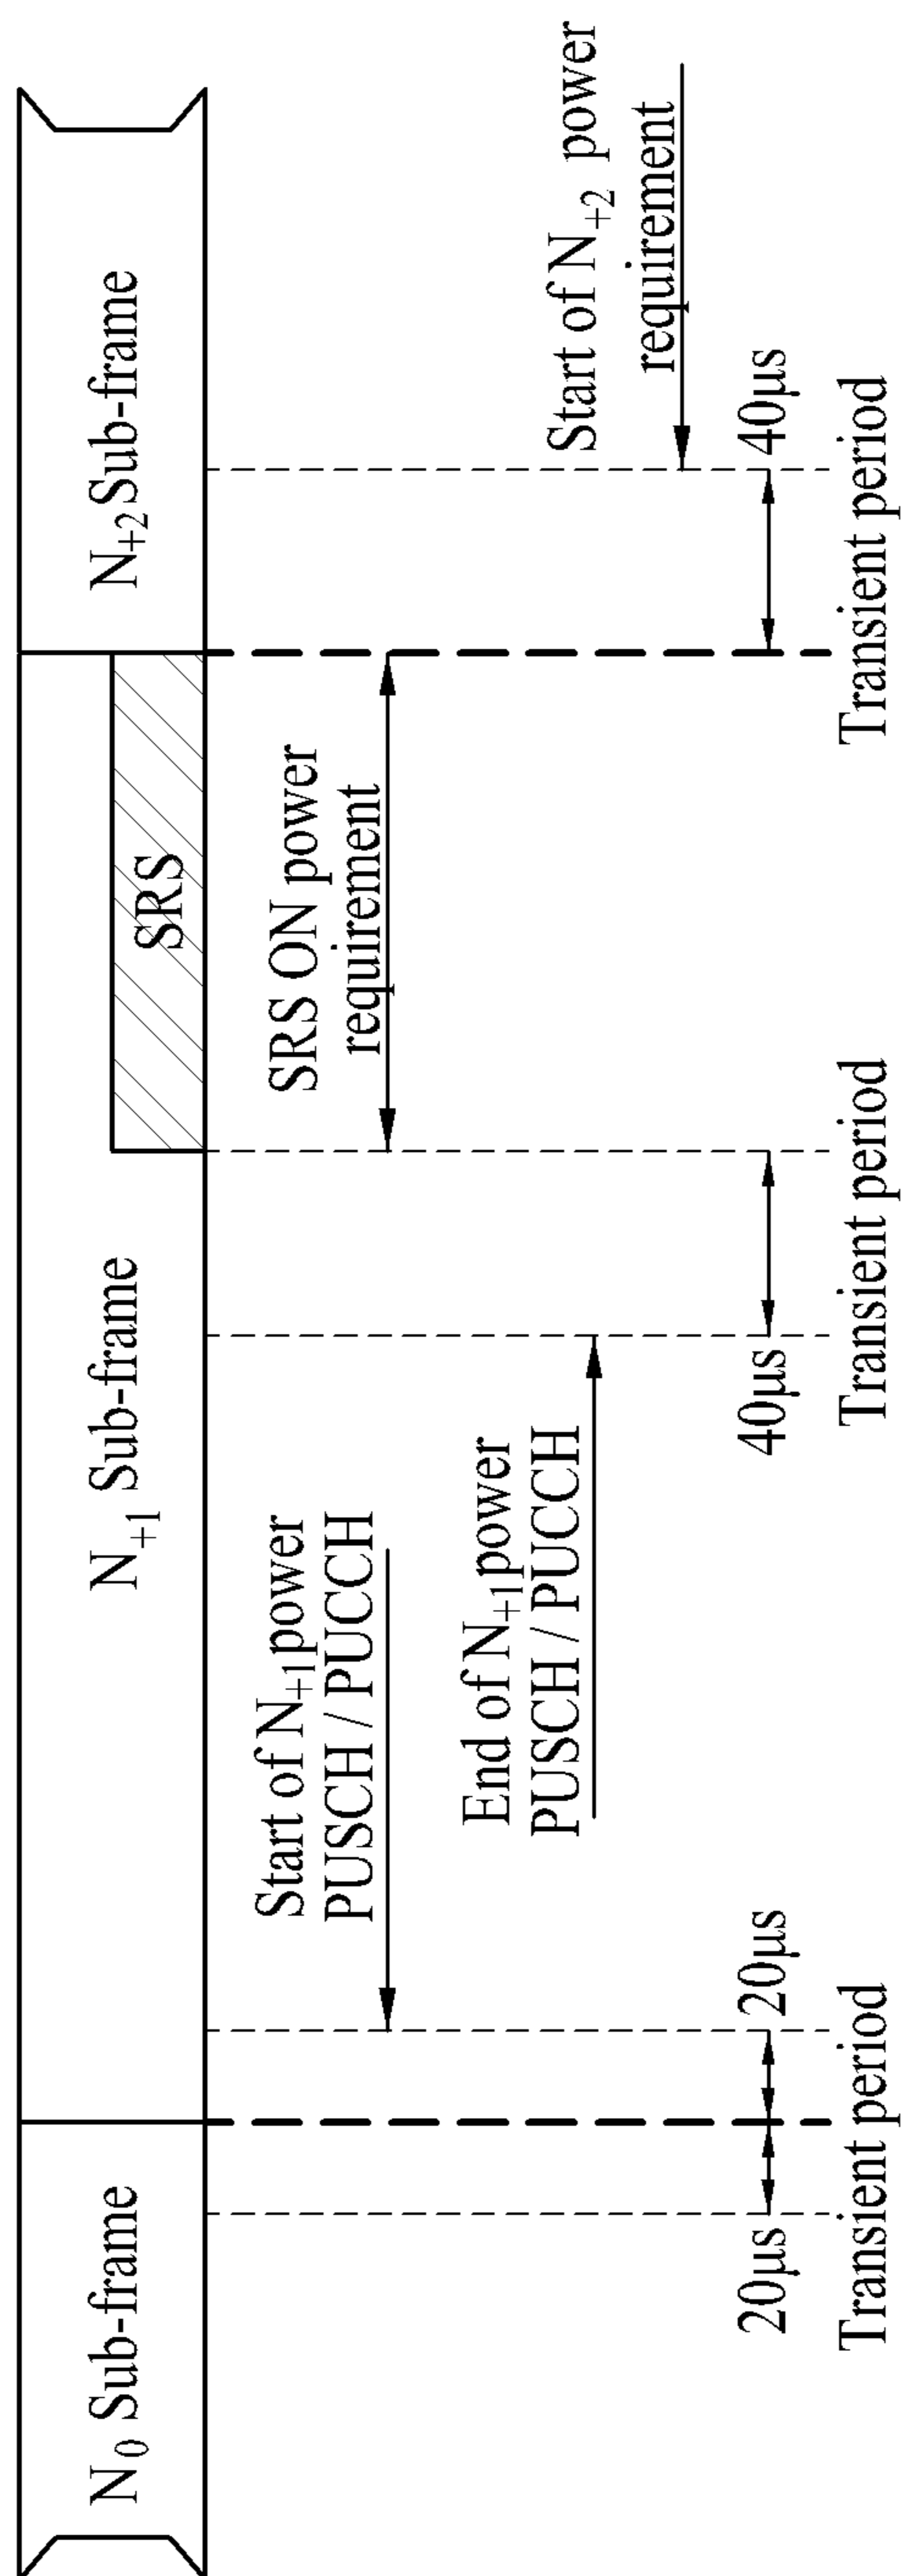 N0 Sub-frame
N+1 Sub-frame
SRS
N+2 Sub-frame
Start of N+1 power
PUSCH / PUCCH
SRS ON power
requirement
End of N+1 power
PUSCH / PUCCH
Start of N+2 power
requirement
20μs
20μs
40μs
40μs
Transient period
Transient period
Transient period